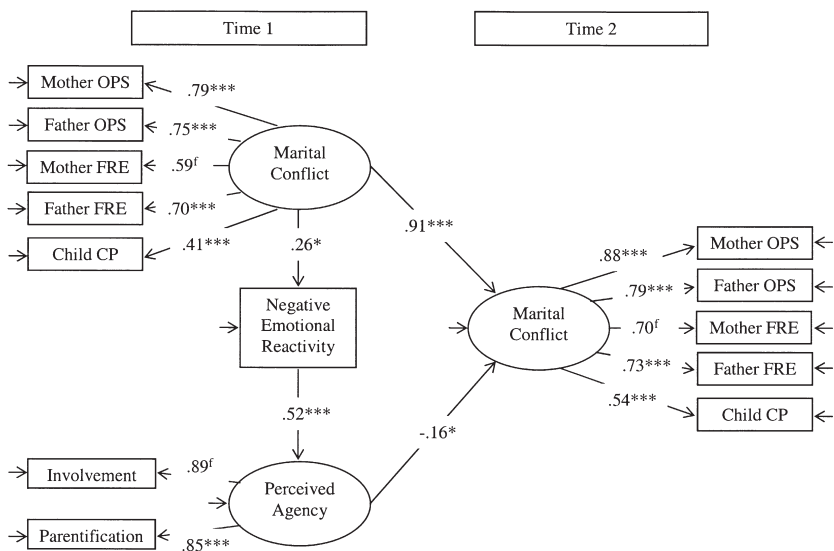 Time 1
Time 2
Mother OPS
.79***
Father OPS
.75***
Marital
Conflict
Mother FRE
.59f
Father FRE
.70***
Child CP
.41***
.26*
.91***
Negative
Emotional
Reactivity
Marital
Conflict
.88***
Mother OPS
.79***
Father OPS
.70f
Mother FRE
.73***
Father FRE
.54***
Child CP
.52***
-.16*
Involvement
.89f
Perceived
Agency
Parentification
.85***